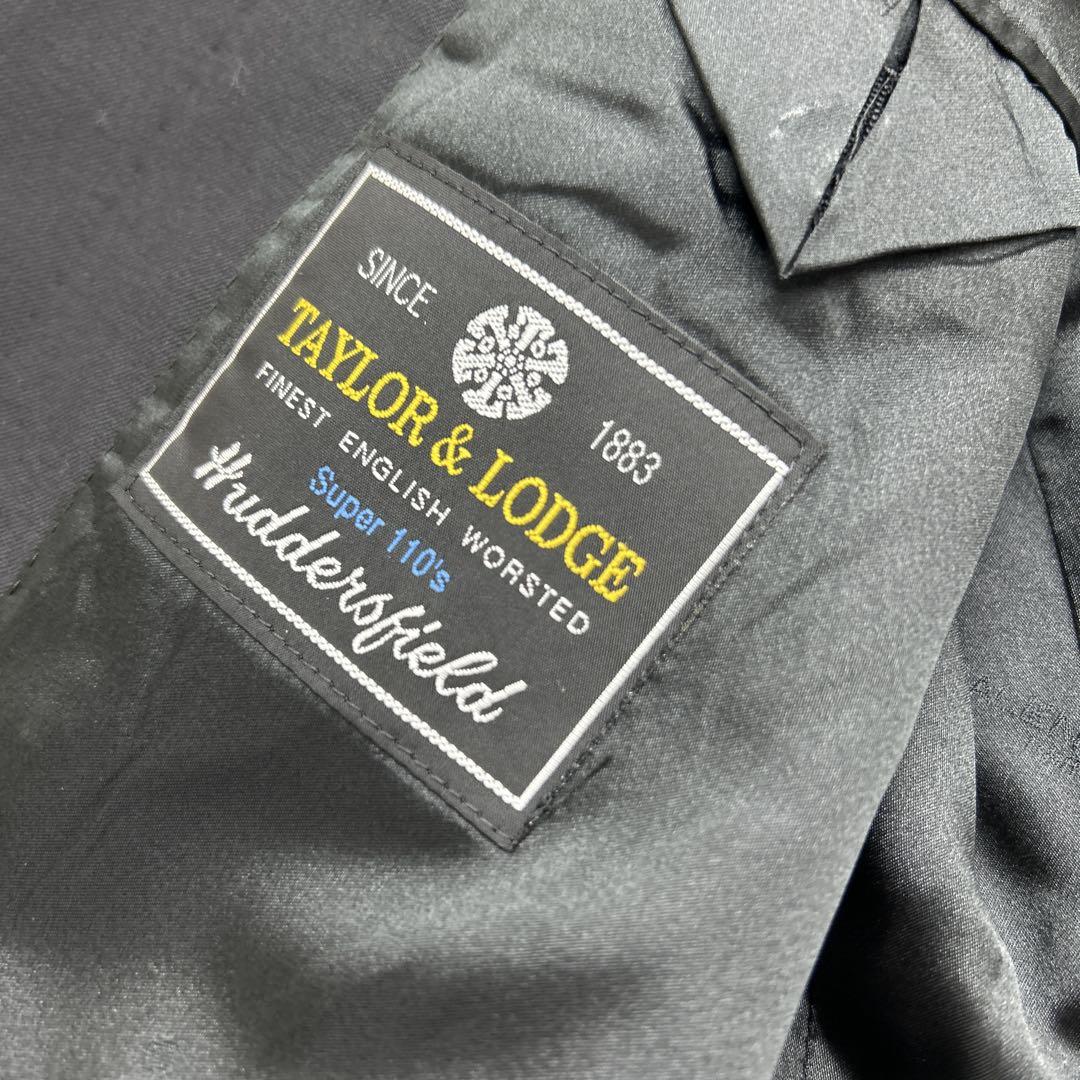 SINCE 1883
TAYLOR & LODGE
FINEST ENGLISH WORSTED
Super 110's
Huddersfield